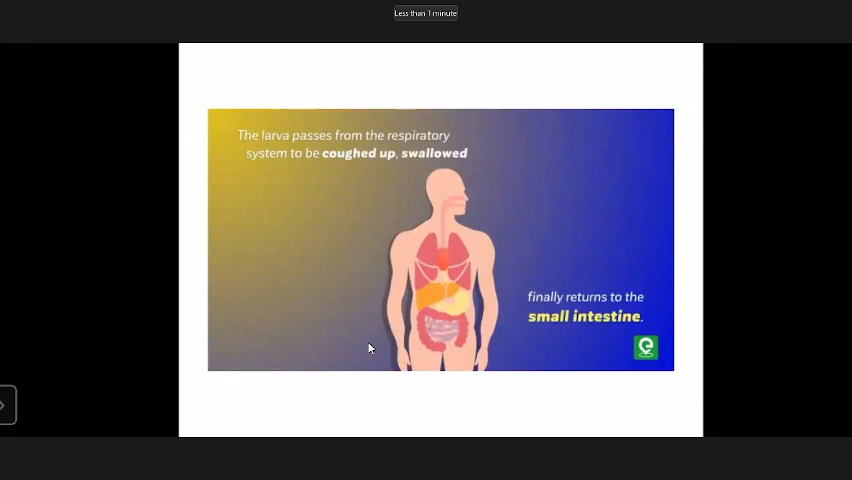 Less than 1 minute
The larva passes from the respiratory
system to be coughed up, swallowed
finally returns to the
small intestine.